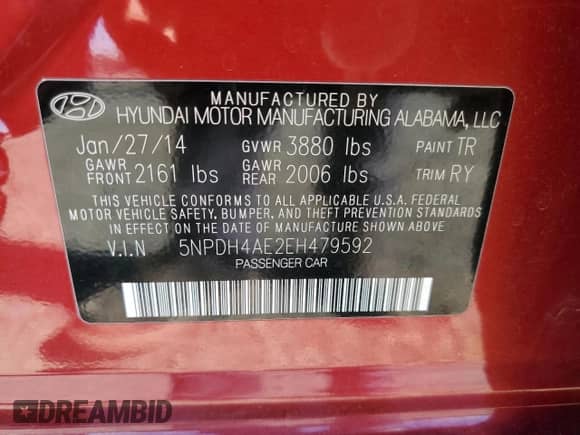 MANUFACTURED BY
HYUNDAI MOTOR MANUFACTURING ALABAMA, LLC
Jan/27/14 GVWR 3880 lbs PAINT TR
GAWR FRONT 2161 lbs GAWR REAR 2006 lbs TRIM RY
THIS VEHICLE CONFORMS TO ALL APPLICABLE U.S.A. FEDERAL
MOTOR VEHICLE SAFETY, BUMPER, AND THEFT PREVENTION STANDARDS
IN EFFECT ON THE DATE OF MANUFACTURE SHOWN ABOVE
V.I.N 5NPDH4AE2EH479592
PASSENGER CAR
DREAMBID